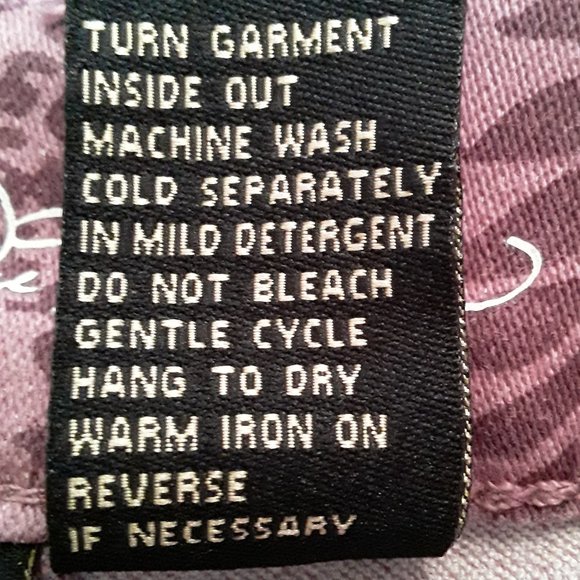 TURN GARMENT
INSIDE OUT
MACHINE WASH
COLD SEPARATELY
IN MILD DETERGENT
DO NOT BLEACH
GENTLE CYCLE
HANG TO DRY
WARM IRON ON
REVERSE
IF NECESSARY